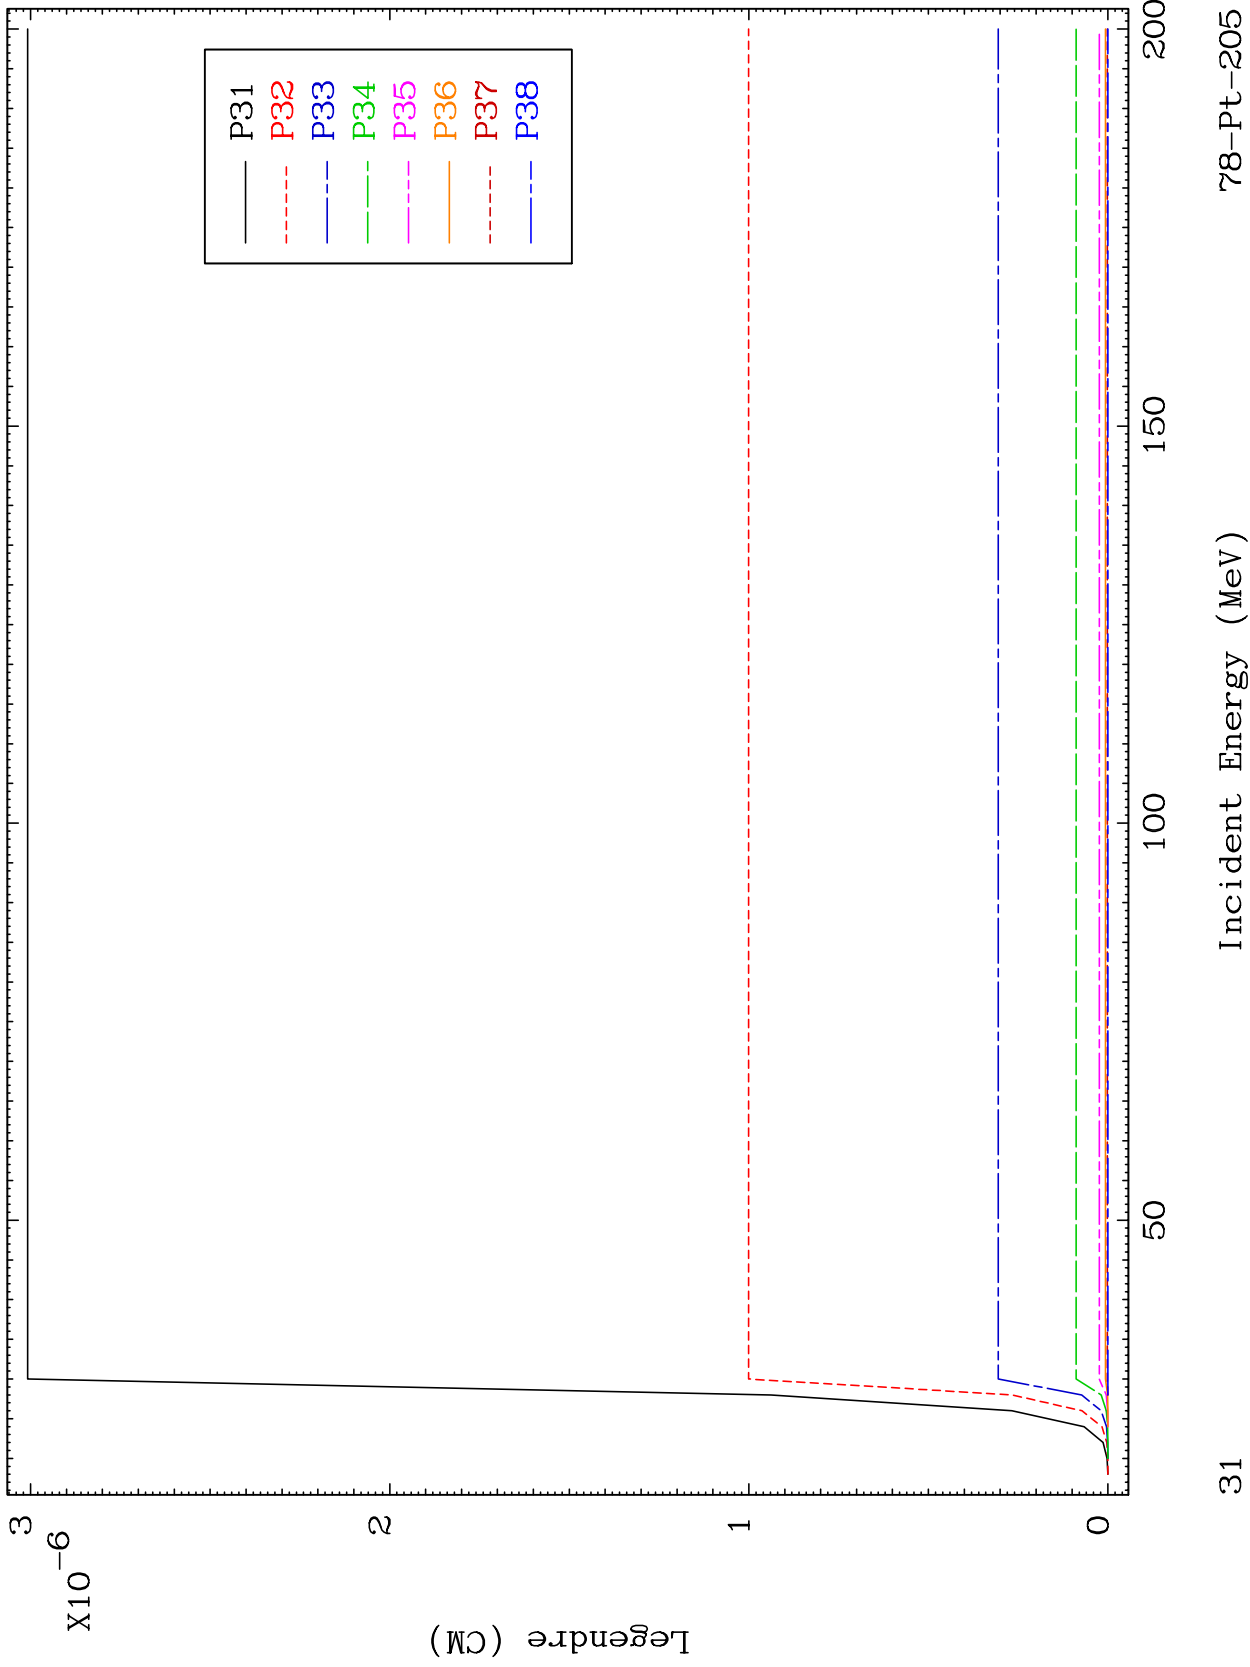 3
X10-6
2
1
0
Legendre (CM)
P31
P32
P33
P34
P35
P36
P37
P38
50
100
150
200
31
Incident Energy (MeV)
78-Pt-205